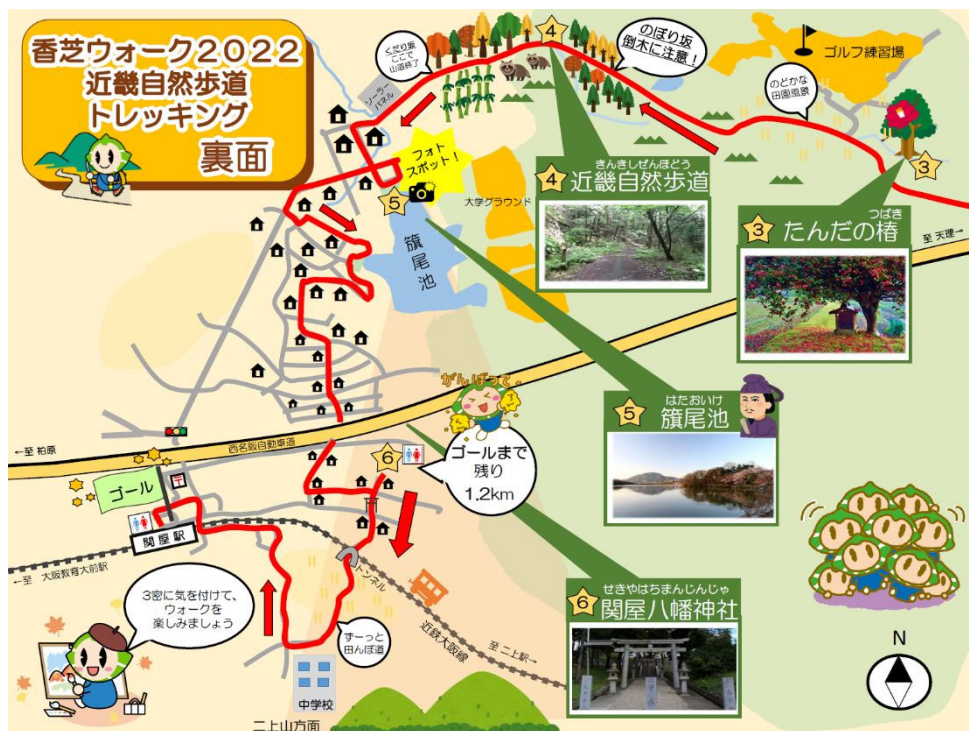 香芝ウォーク2022
近畿自然歩道
トレッキング
裏面
くだり坂
ここで
山道終了
4
のぼり坂
倒木に注意！
ゴルフ練習場
のどかな
田園風景
ソーラー
パネル
フォト
スポット！
5
大学グラウンド
簱尾池
3
きんきしぜんほどう
4 近畿自然歩道
つばき
3 たんだの椿
至 天理→
がんばって
はたおいけ
5 簱尾池
←至 柏原
西名阪自動車道
6
ゴールまで
残り
1.2km
ゴール
関屋駅
←至 大阪教育大前駅
トンネル
せきやはちまんじんじゃ
6 関屋八幡神社
3密に気を付けて、
ウォークを
楽しみましょう
ずーっと
田んぼ道
近鉄大阪線
至 二上駅→
N
中学校
二上山方面